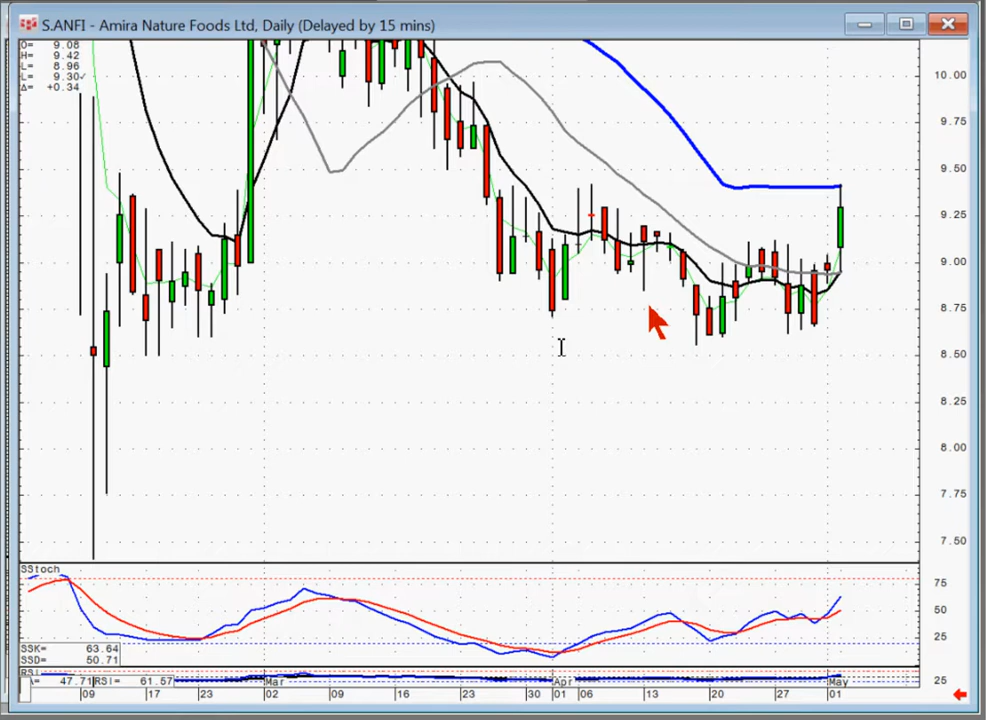 S.ANFI - Amira Nature Foods Ltd, Daily (Delayed by 15 mins)
O= 9.08
H= 9.42
L= 8.96
L= 9.30✓
Δ= +0.34
10.00
9.75
9.50
9.25
9.00
8.75
8.50
8.25
8.00
7.75
7.50
SStoch
75
50
25
SSK= 63.64
SSD= 50.71
47.71 RSI= 61.57
25
Mar Apr May
09 17 23 02 09 16 23 30 01 06 13 20 27 01